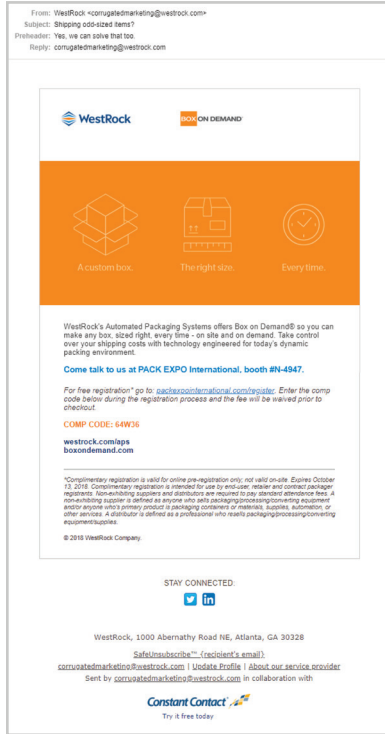 From: WestRock <corrugatedmarketing@westrock.com>
Subject: Shipping odd-sized items?
Preheader: Yes, we can solve that too.
Reply: corrugatedmarketing@westrock.com
WestRock
BOX ON DEMAND
A custom box. The right size. Every time.
WestRock's Automated Packaging Systems offers Box on Demand® so you can
make any box, sized right, every time - on site and on demand. Take control
over your shipping costs with technology engineered for today's dynamic
packing environment.
Come talk to us at PACK EXPO International, booth #N-4947.
For free registration* go to: packexpointernational.com/register. Enter the comp
code below during the registration process and the fee will be waived prior to
checkout.
COMP CODE: 64W36
westrock.com/aps
boxondemand.com
*Complimentary registration is valid for online pre-registration only; not valid on-site. Expires October
13, 2018. Complimentary registration is intended for use by end-user, retailer and contract packager
registrants. Non-exhibiting suppliers and distributors are required to pay standard attendance fees. A
non-exhibiting supplier is defined as anyone who sells packaging/processing/converting equipment
and/or anyone who's primary product is packaging containers or materials, supplies, automation, or
other services. A distributor is defined as a professional who resells packaging/processing/converting
equipment/supplies.
© 2018 WestRock Company.
STAY CONNECTED:
WestRock, 1000 Abernathy Road NE, Atlanta, GA 30328
SafeUnsubscribe™ {recipient's email}
corrugatedmarketing@westrock.com | Update Profile | About our service provider
Sent by corrugatedmarketing@westrock.com in collaboration with
Constant Contact
Try it free today